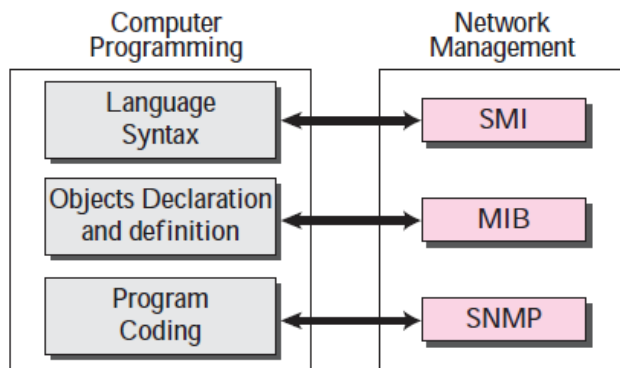 Computer
Programming
Network
Management
Language
Syntax
SMI
Objects Declaration
and definition
MIB
Program
Coding
SNMP